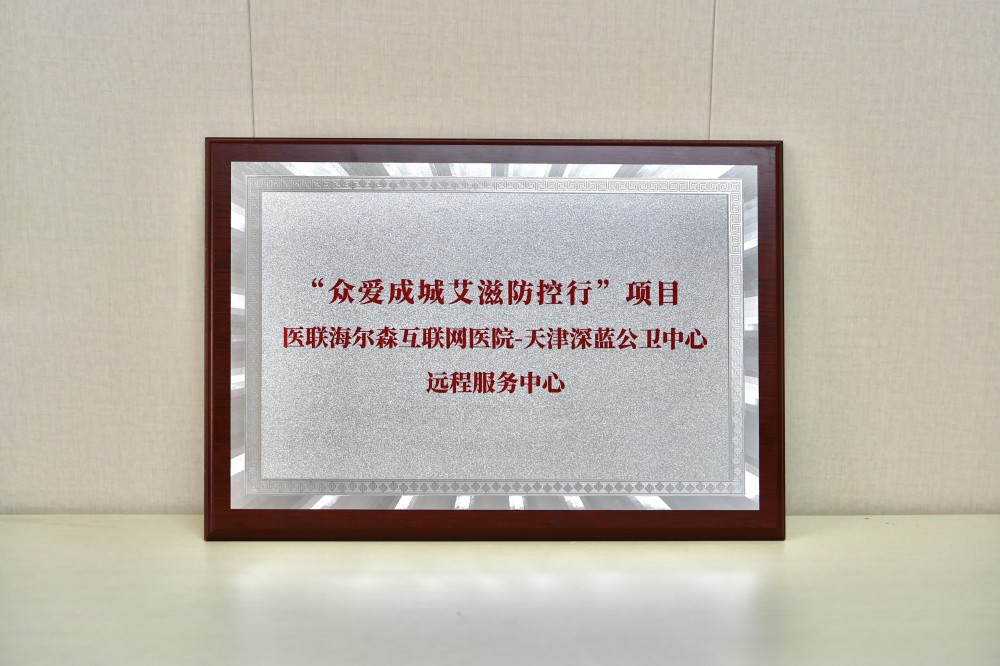 “众爱成城艾滋防控行”项目
医联海尔森互联网医院-天津深蓝公卫中心
远程服务中心